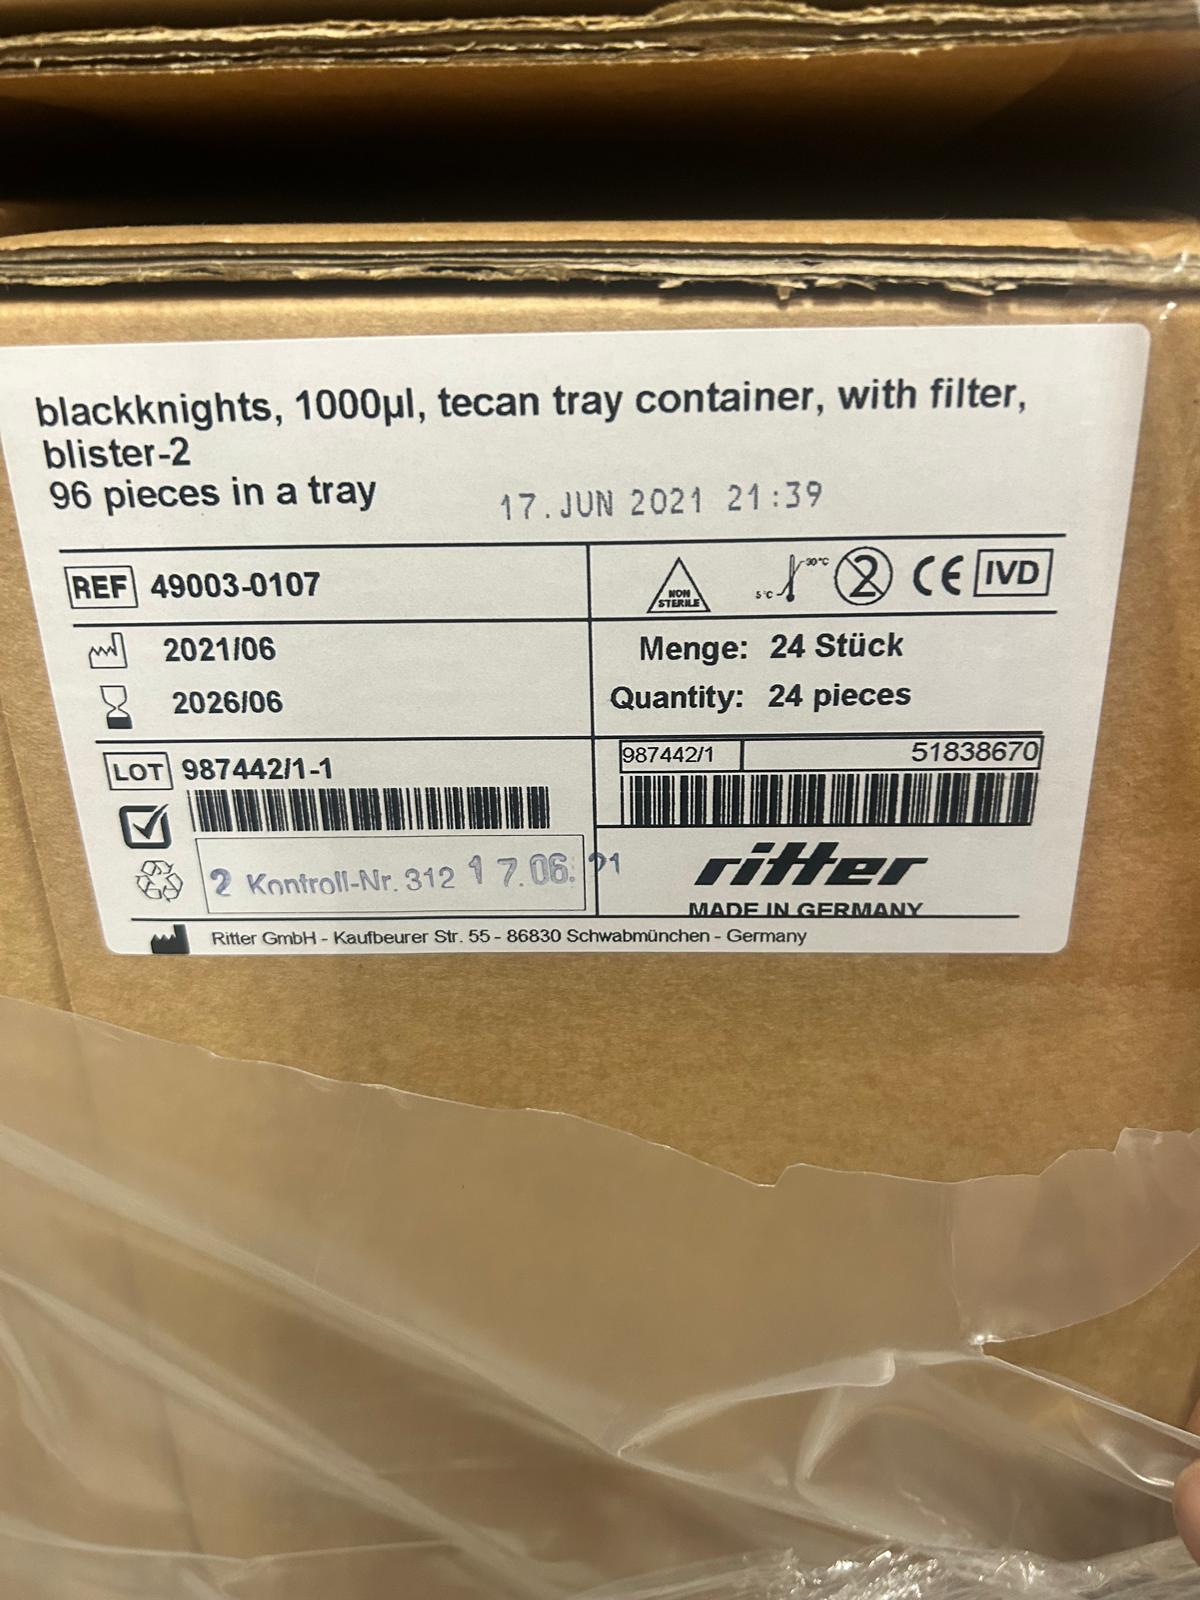 blackknights, 1000µl, tecan tray container, with filter,
blister-2
96 pieces in a tray
17.JUN 2021 21:39
REF 49003-0107
NON
STERILE
5°C
30°C
2
CE
IVD
2021/06
2026/06
Menge: 24 Stück
Quantity: 24 pieces
LOT 987442/1-1
987442/1 51838670
2 Kontroll-Nr. 312 17.06. 21
ritter
MADE IN GERMANY
Ritter GmbH - Kaufbeurer Str. 55 - 86830 Schwabmünchen - Germany